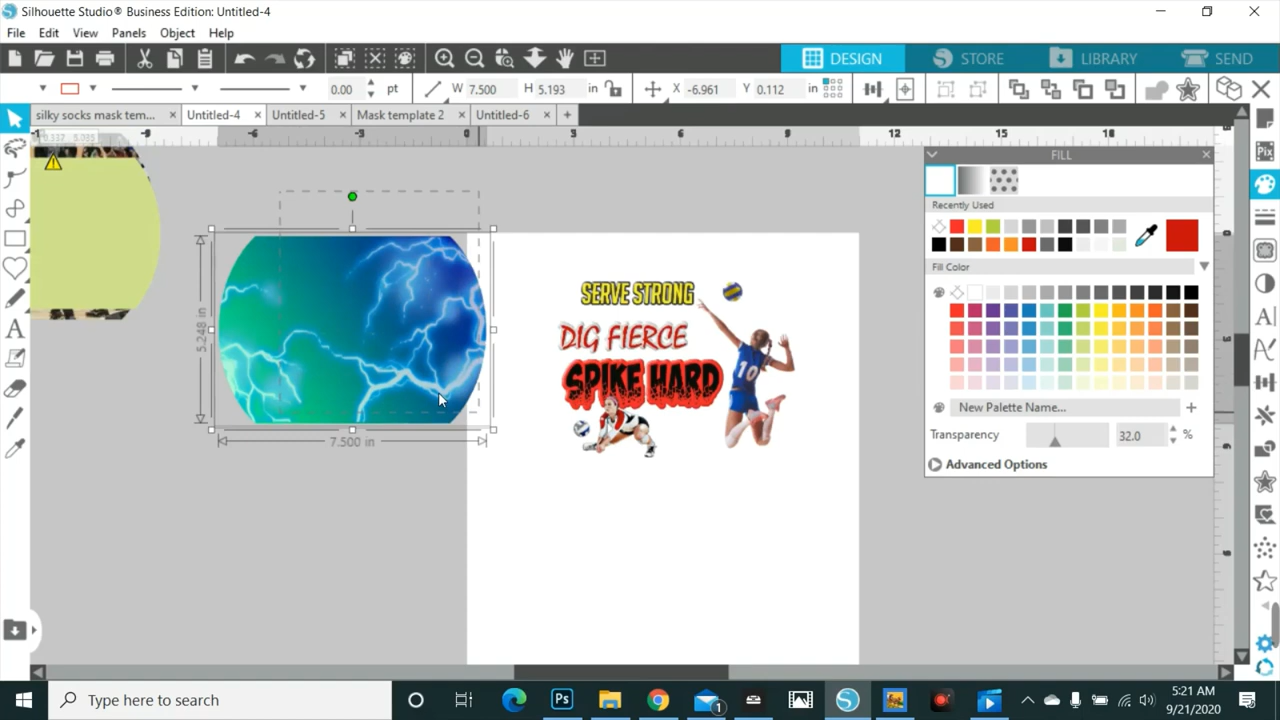 Silhouette Studio® Business Edition: Untitled-4
File Edit View Panels Object Help
DESIGN STORE LIBRARY SEND
0.00 pt W 7.500 H 5.193 in X -6.961 Y 0.112 in
silky socks mask tem... Untitled-4 Untitled-5 Mask template 2 Untitled-6
-9 -6 -3 0 3 6 9 12 15 18
FILL
Pix
Recently Used
Fill Color
SERVE STRONG
DIG FIERCE
SPIKE HARD
10
5.248 in
7.500 in
New Palette Name...
Transparency 32.0 %
Advanced Options
Type here to search
Ps
1
5:21 AM
9/21/2020